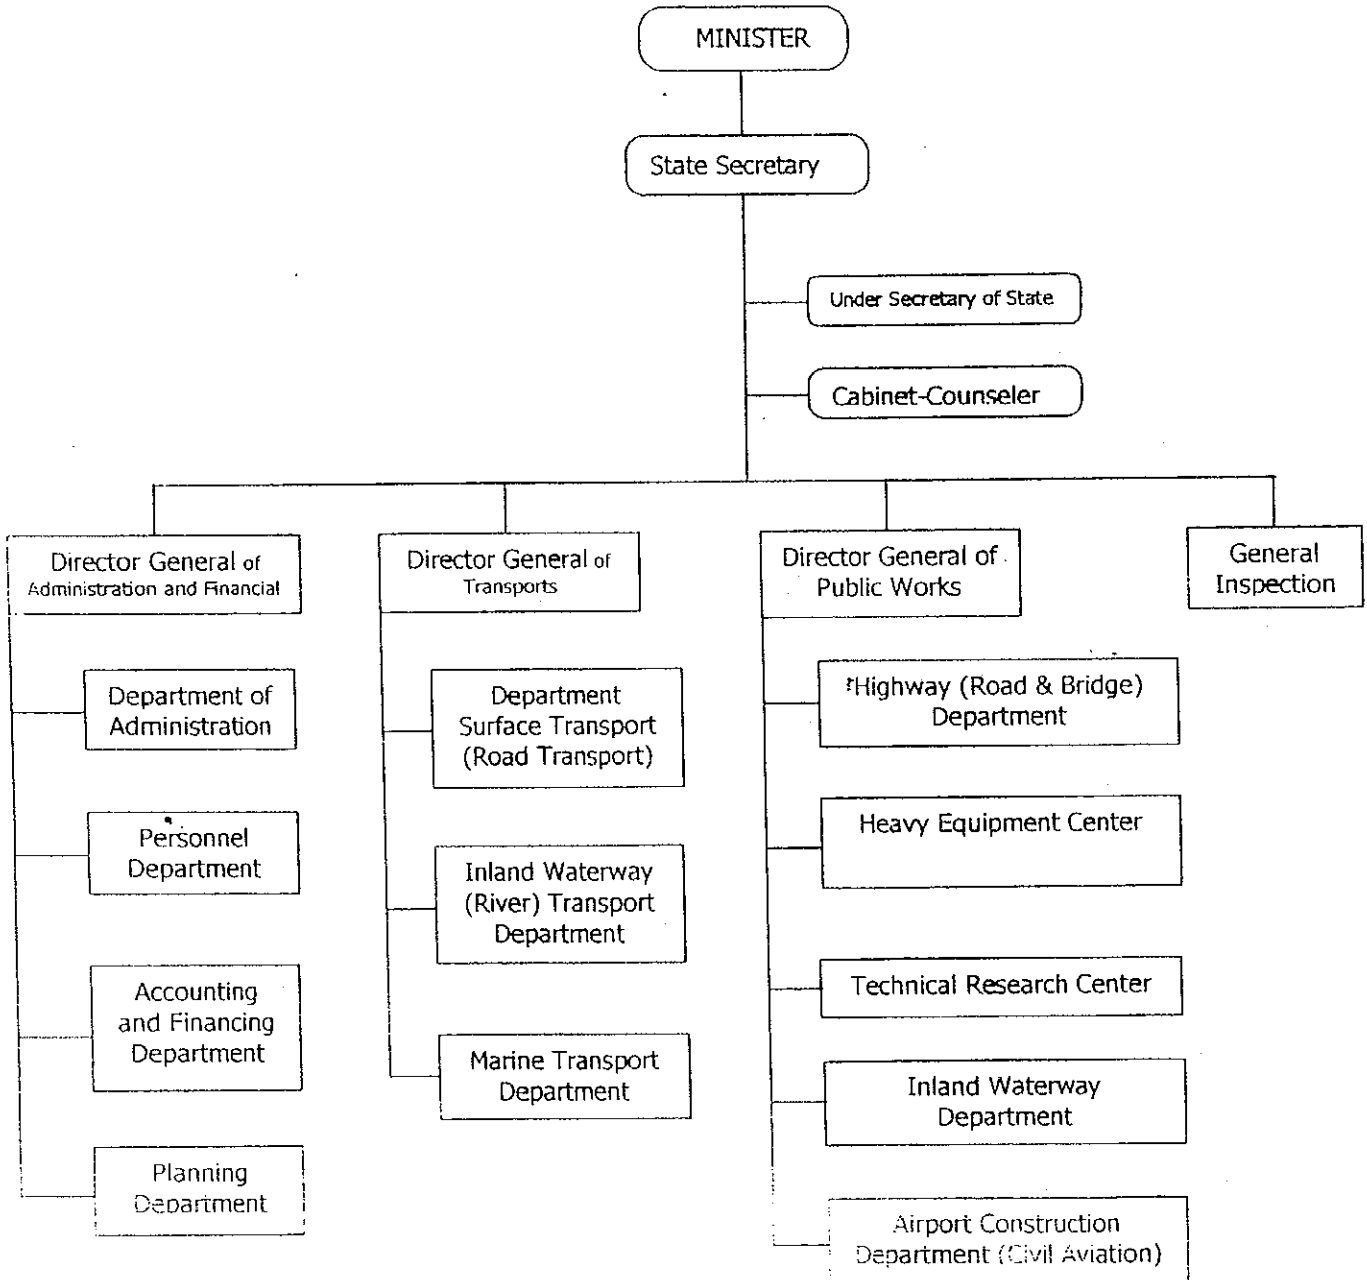 MINISTER
State Secretary
Under Secretary of State
Cabinet-Counseler
Director General of
Administration and Financial
Director General of
Transports
Director General of
Public Works
General
Inspection
Department of
Administration
Personnel
Department
Accounting
and Financing
Department
Planning
Department
Department
Surface Transport
(Road Transport)
Inland Waterway
(River) Transport
Department
Marine Transport
Department
Highway (Road & Bridge)
Department
Heavy Equipment Center
Technical Research Center
Inland Waterway
Department
Airport Construction
Department (Civil Aviation)